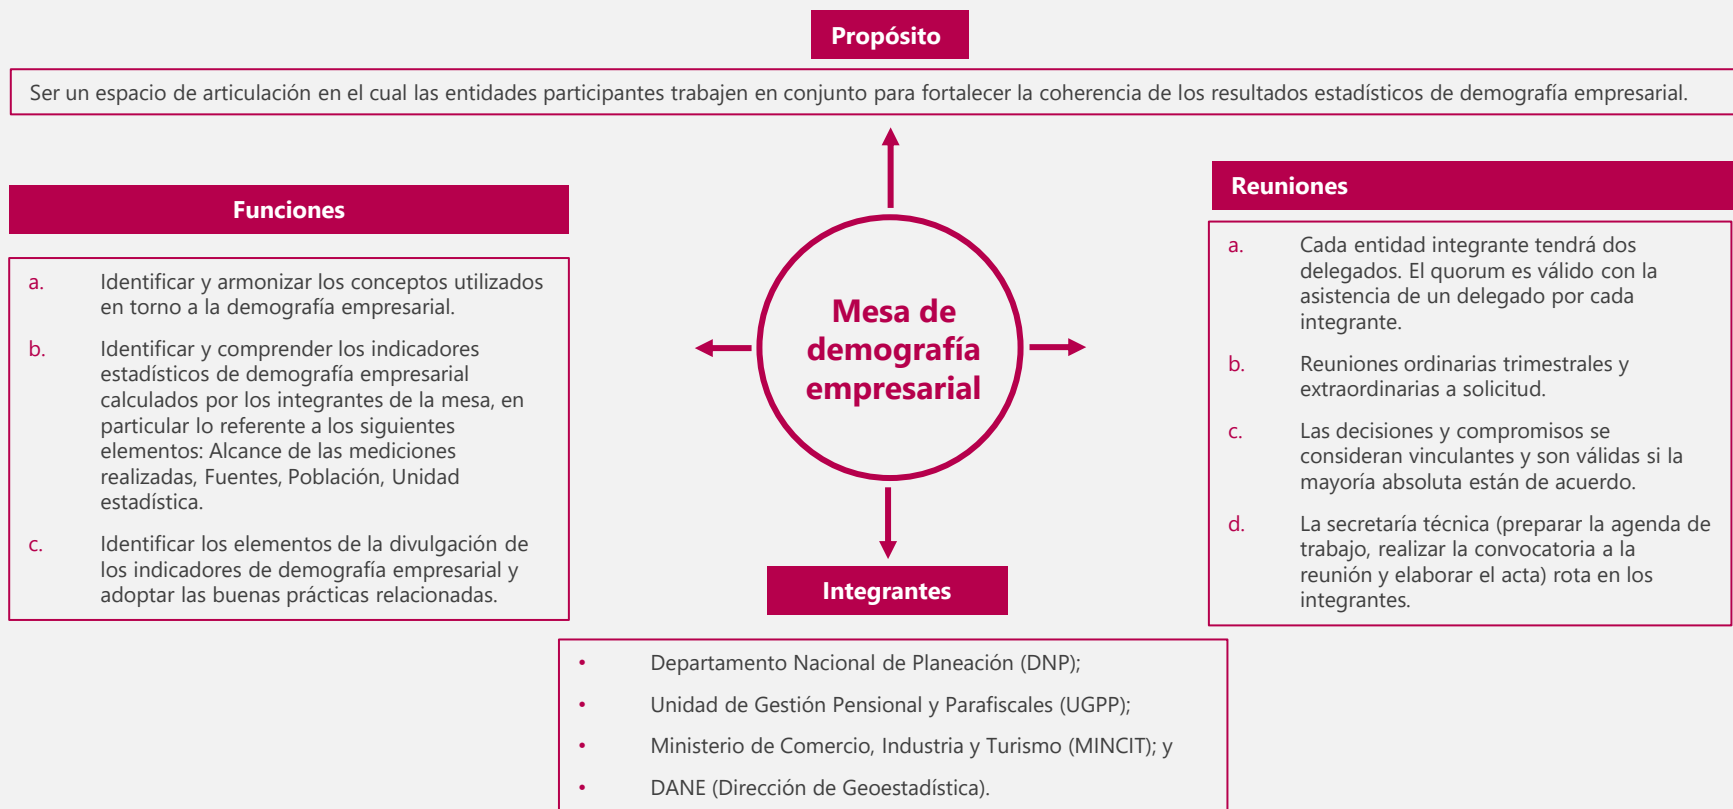 Propósito
Ser un espacio de articulación en el cual las entidades participantes trabajen en conjunto para fortalecer la coherencia de los resultados estadísticos de demografía empresarial.
Funciones
a. Identificar y armonizar los conceptos utilizados
en torno a la demografía empresarial.
b. Identificar y comprender los indicadores
estadísticos de demografía empresarial
calculados por los integrantes de la mesa, en
particular lo referente a los siguientes
elementos: Alcance de las mediciones
realizadas, Fuentes, Población, Unidad
estadística.
c. Identificar los elementos de la divulgación de
los indicadores de demografía empresarial y
adoptar las buenas prácticas relacionadas.
Mesa de
demografía
empresarial
Reuniones
a. Cada entidad integrante tendrá dos
delegados. El quorum es válido con la
asistencia de un delegado por cada
integrante.
b. Reuniones ordinarias trimestrales y
extraordinarias a solicitud.
c. Las decisiones y compromisos se
consideran vinculantes y son válidas si la
mayoría absoluta están de acuerdo.
d. La secretaría técnica (preparar la agenda de
trabajo, realizar la convocatoria a la
reunión y elaborar el acta) rota en los
integrantes.
Integrantes
• Departamento Nacional de Planeación (DNP);
• Unidad de Gestión Pensional y Parafiscales (UGPP);
• Ministerio de Comercio, Industria y Turismo (MINCIT); y
• DANE (Dirección de Geoestadística).